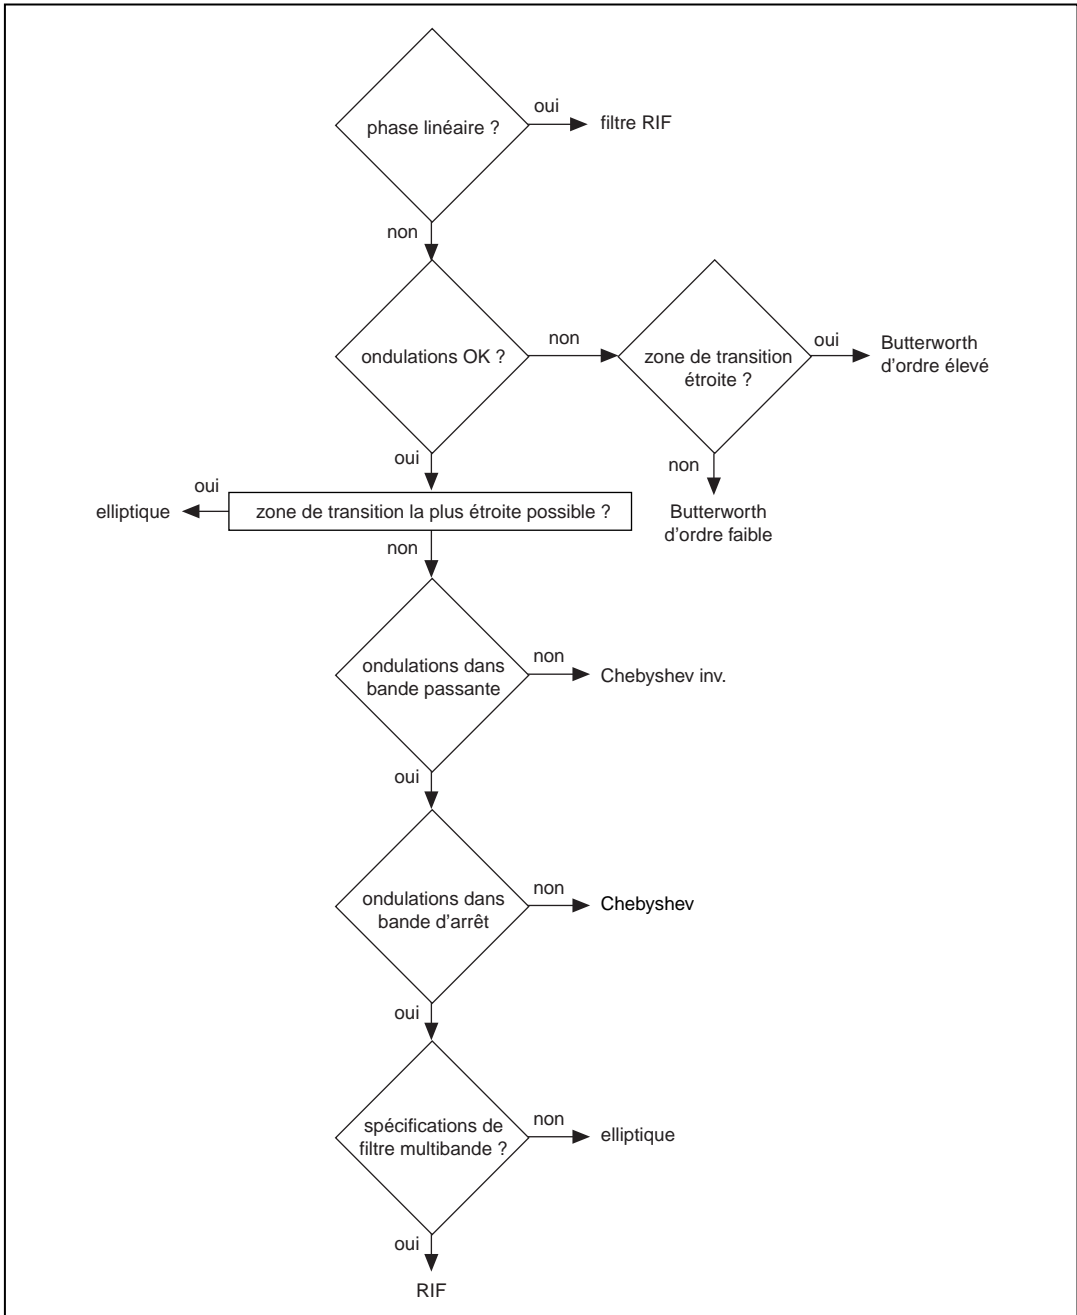 phase linéaire ?
oui
filtre RIF
non
ondulations OK ?
non
zone de transition
étroite ?
oui
Butterworth
d'ordre élevé
non
Butterworth
d'ordre faible
oui
zone de transition la plus étroite possible ?
oui
elliptique
non
ondulations dans
bande passante
non
Chebyshev inv.
oui
ondulations dans
bande d'arrêt
non
Chebyshev
oui
spécifications de
filtre multibande ?
non
elliptique
oui
RIF